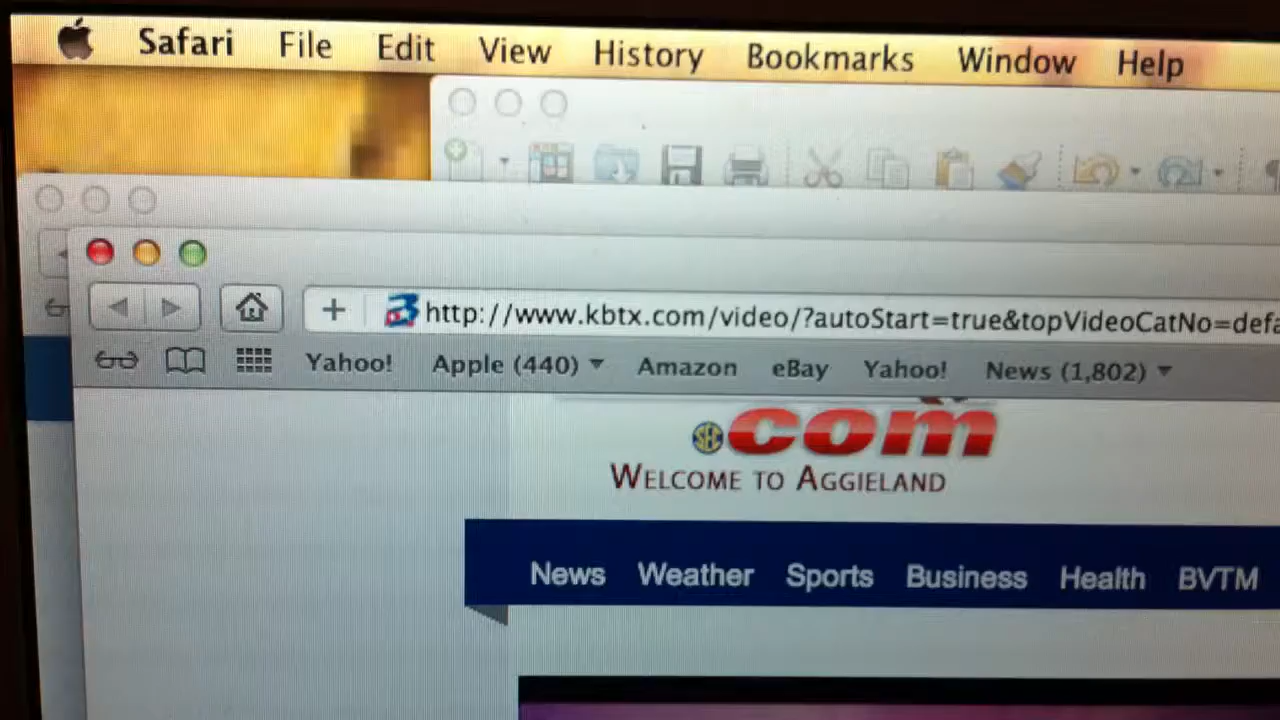 Safari File Edit View History Bookmarks Window Help
http://www.kbtx.com/video/?autoStart=true&topVideoCatNo=defa
Yahoo! Apple (440) Amazon eBay Yahoo! News (1,802)
SEC .com
WELCOME TO AGGIELAND
News Weather Sports Business Health BVTM